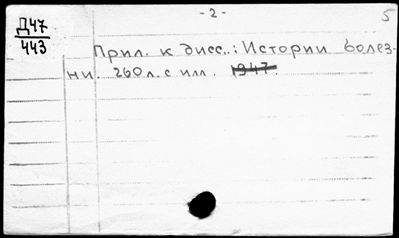 - 2 -
5
Д47
443
Прил. к дисс.: Истории болез-
ни. 260 л. с илл. 1947.